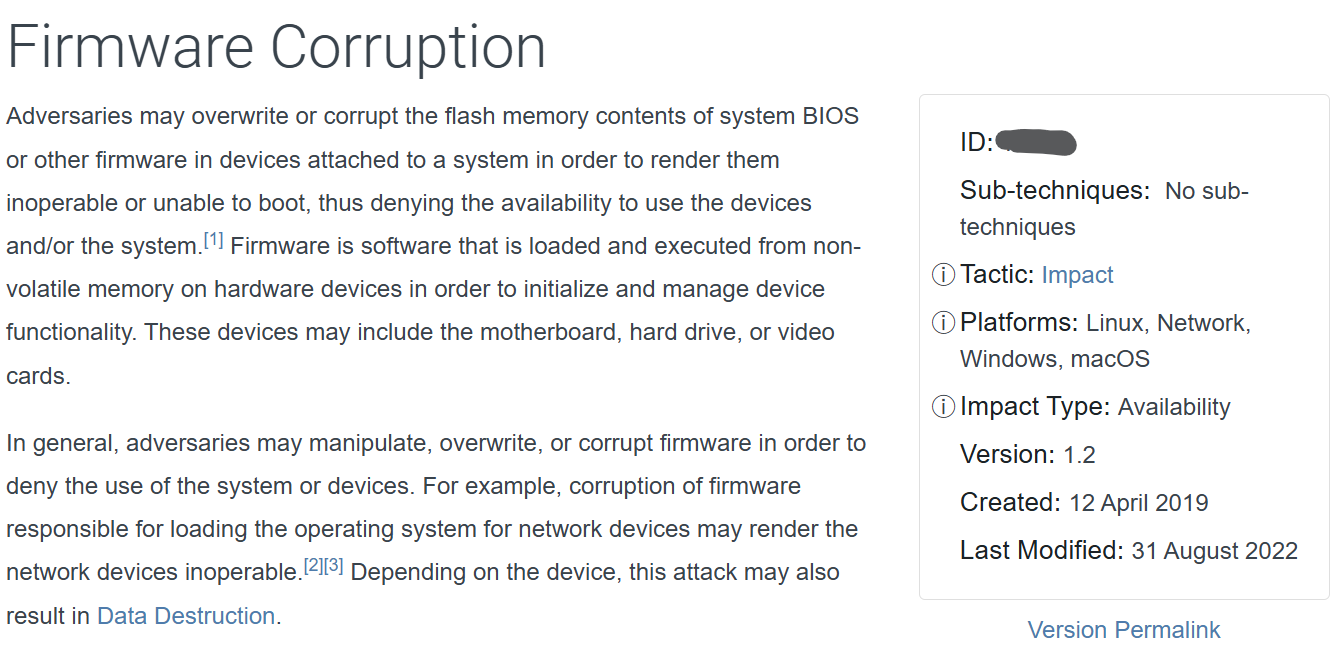 Firmware Corruption
Adversaries may overwrite or corrupt the flash memory contents of system BIOS
or other firmware in devices attached to a system in order to render them
inoperable or unable to boot, thus denying the availability to use the devices
and/or the system.[1] Firmware is software that is loaded and executed from non-
volatile memory on hardware devices in order to initialize and manage device
functionality. These devices may include the motherboard, hard drive, or video
cards.
In general, adversaries may manipulate, overwrite, or corrupt firmware in order to
deny the use of the system or devices. For example, corruption of firmware
responsible for loading the operating system for network devices may render the
network devices inoperable.[2][3] Depending on the device, this attack may also
result in Data Destruction.
ID:
Sub-techniques: No sub-
techniques
Tactic: Impact
Platforms: Linux, Network,
Windows, macOS
Impact Type: Availability
Version: 1.2
Created: 12 April 2019
Last Modified: 31 August 2022
Version Permalink